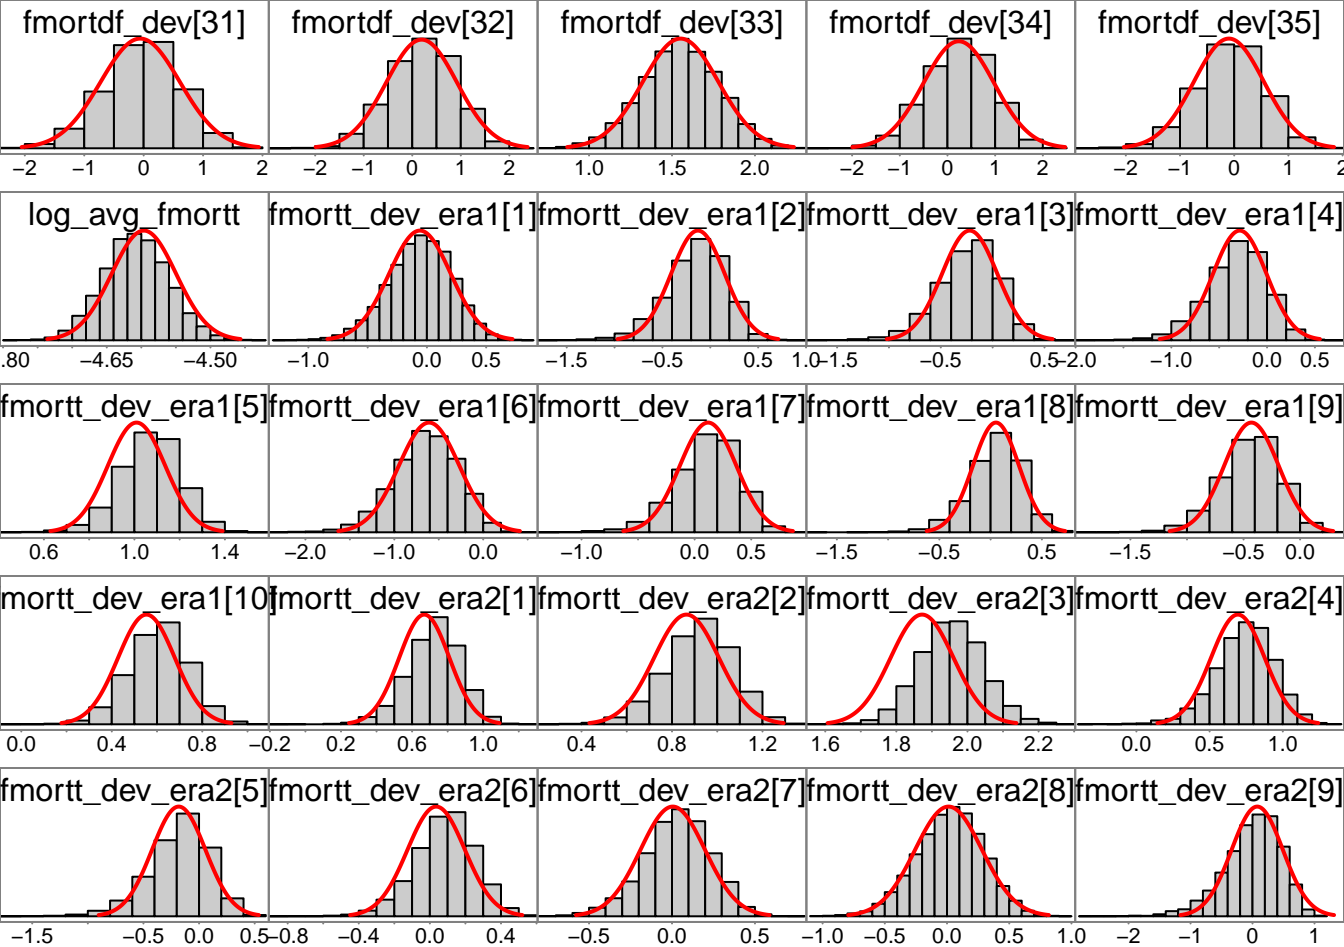 fmortdf_dev[31] fmortdf_dev[32] fmortdf_dev[33] fmortdf_dev[34] fmortdf_dev[35]
−2 −1 0 1 2 −2 −1 0 1 2 1.0 1.5 2.0 −2 −1 0 1 2 −2 −1 0 1 2
log_avg_fmortt fmortt_dev_era1[1] fmortt_dev_era1[2] fmortt_dev_era1[3] fmortt_dev_era1[4]
.80 −4.65 −4.50 −1.0 0.0 0.5 −1.5 −0.5 0.5 1.0 −1.5 −0.5 0.5 −2.0 −1.0 0.0 0.5
fmortt_dev_era1[5] fmortt_dev_era1[6] fmortt_dev_era1[7] fmortt_dev_era1[8] fmortt_dev_era1[9]
0.6 1.0 1.4 −2.0 −1.0 0.0 −1.0 0.0 0.5 −1.5 −0.5 0.5 −1.5 −0.5 0.0
mortt_dev_era1[10] fmortt_dev_era2[1] fmortt_dev_era2[2] fmortt_dev_era2[3] fmortt_dev_era2[4]
0.0 0.4 0.8 −0.2 0.2 0.6 1.0 0.4 0.8 1.2 1.6 1.8 2.0 2.2 0.0 0.5 1.0
fmortt_dev_era2[5] fmortt_dev_era2[6] fmortt_dev_era2[7] fmortt_dev_era2[8] fmortt_dev_era2[9]
−1.5 −0.5 0.0 0.5 −0.8 −0.4 0.0 0.4 −0.5 0.0 0.5 −1.0 −0.5 0.0 0.5 1.0 −2 −1 0 1